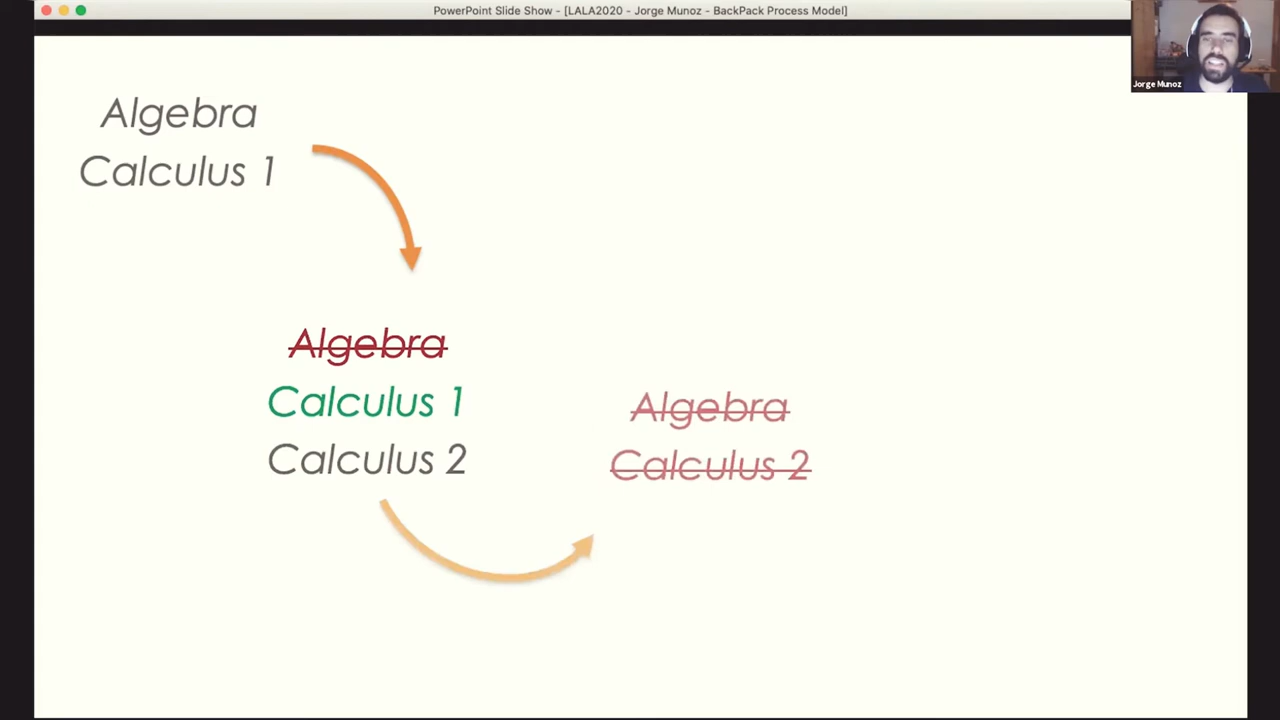 PowerPoint Slide Show - [LALA2020 - Jorge Munoz - BackPack Process Model]
Jorge Munoz
Algebra
Calculus 1
Algebra
Calculus 1
Calculus 2
Algebra
Calculus 2